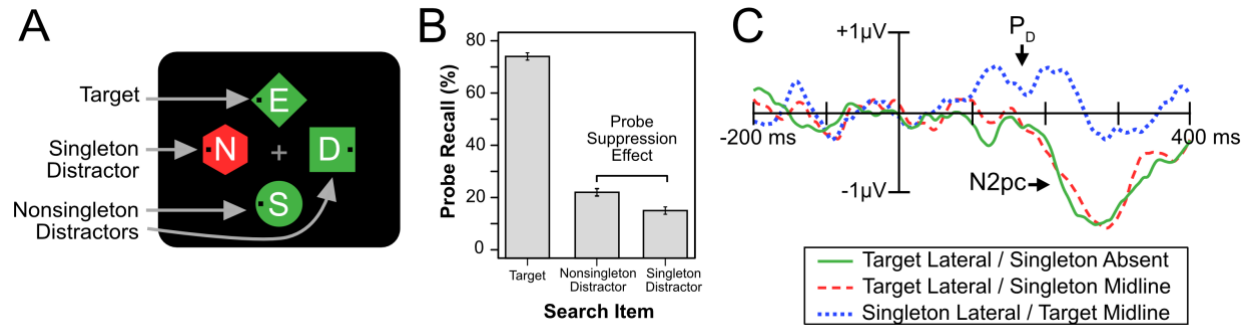 A
Target
Singleton
Distractor
Nonsingleton
Distractors
E
N
+
D
S
B
Probe Recall (%)
80
60
40
20
0
Probe
Suppression
Effect
Target
Nonsingleton
Distractor
Singleton
Distractor
Search Item
C
+1µV
P_D
-200 ms
400 ms
N2pc
-1µV
Target Lateral / Singleton Absent
Target Lateral / Singleton Midline
Singleton Lateral / Target Midline